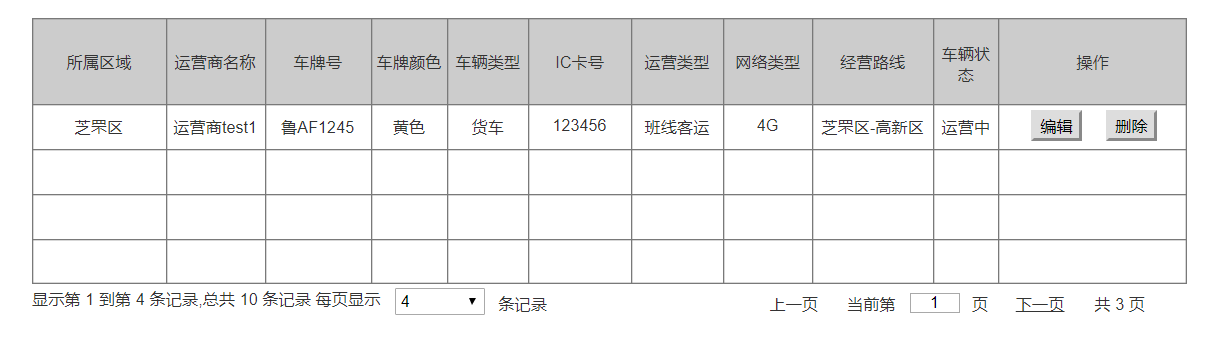 所属区域 运营商名称 车牌号 车牌颜色 车辆类型 IC卡号 运营类型 网络类型 经营路线 车辆状态 操作
芝罘区 运营商test1 鲁AF1245 黄色 货车 123456 班线客运 4G 芝罘区-高新区 运营中 编辑 删除
显示第 1 到第 4 条记录,总共 10 条记录 每页显示 4 条记录 上一页 当前第 1 页 下一页 共 3 页